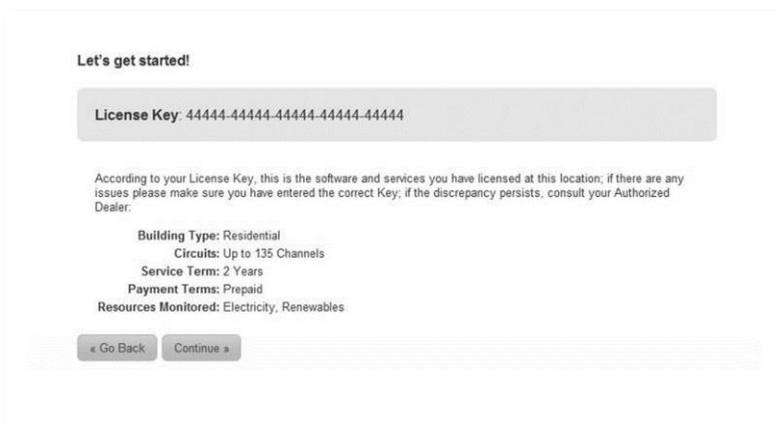 Let's get started!
License Key: 44444-44444-44444-44444-44444
According to your License Key, this is the software and services you have licensed at this location; if there are any
issues please make sure you have entered the correct Key; if the discrepancy persists, consult your Authorized
Dealer:
Building Type: Residential
Circuits: Up to 135 Channels
Service Term: 2 Years
Payment Terms: Prepaid
Resources Monitored: Electricity, Renewables
« Go Back Continue »